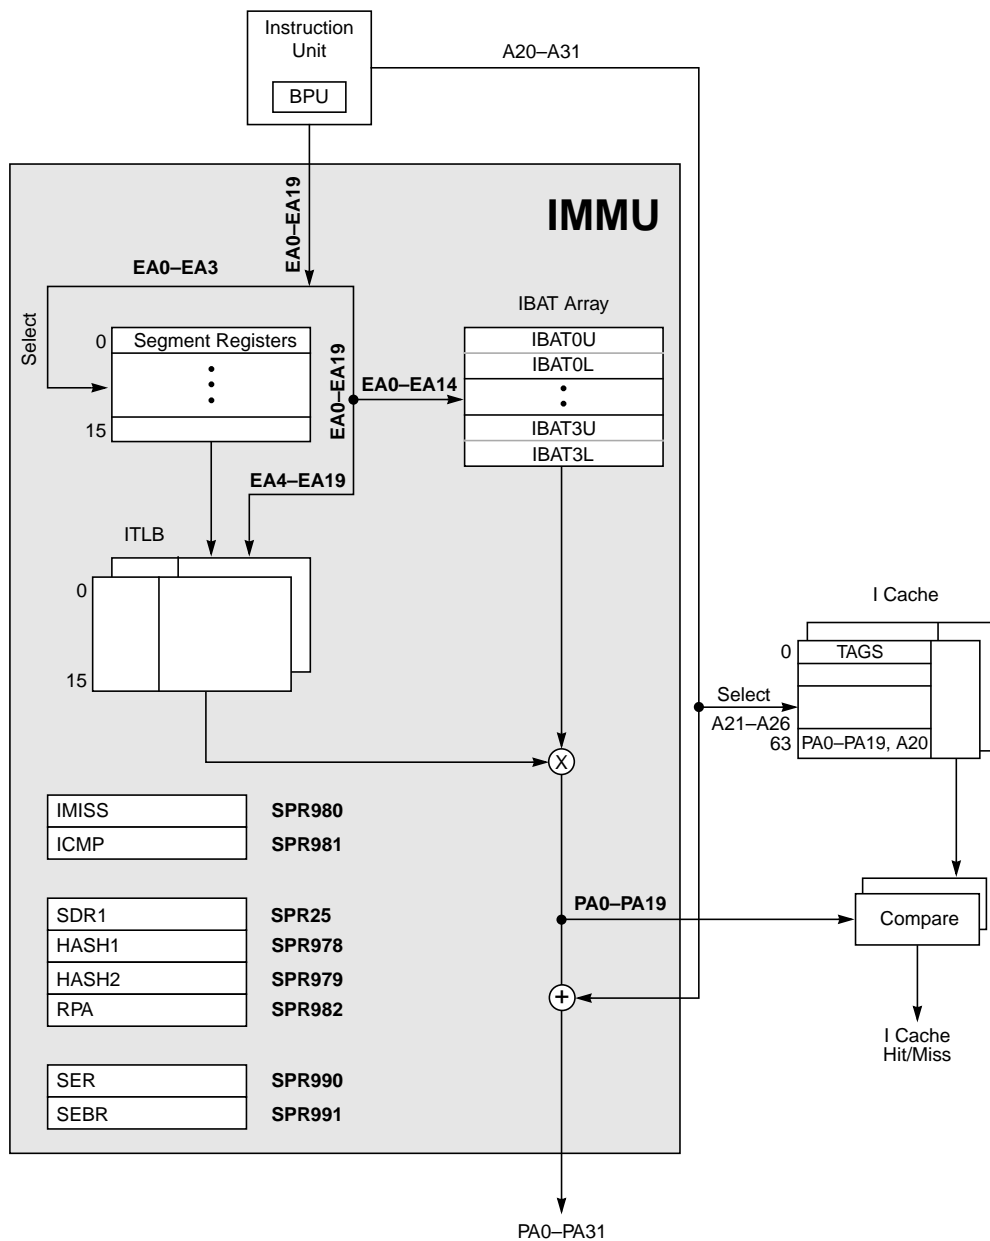 Instruction
Unit
BPU
A20–A31
IMMU
EA0–EA19
EA0–EA3
Select
IBAT Array
0
Segment Registers
15
EA0–EA19
EA0–EA14
IBAT0U
IBAT0L
IBAT3U
IBAT3L
EA4–EA19
ITLB
0
15
I Cache
0
TAGS
Select
A21–A26
63
PA0–PA19, A20
X
IMISS
SPR980
ICMP
SPR981
SDR1
SPR25
HASH1
SPR978
HASH2
SPR979
RPA
SPR982
PA0–PA19
Compare
+
I Cache
Hit/Miss
SER
SPR990
SEBR
SPR991
PA0–PA31